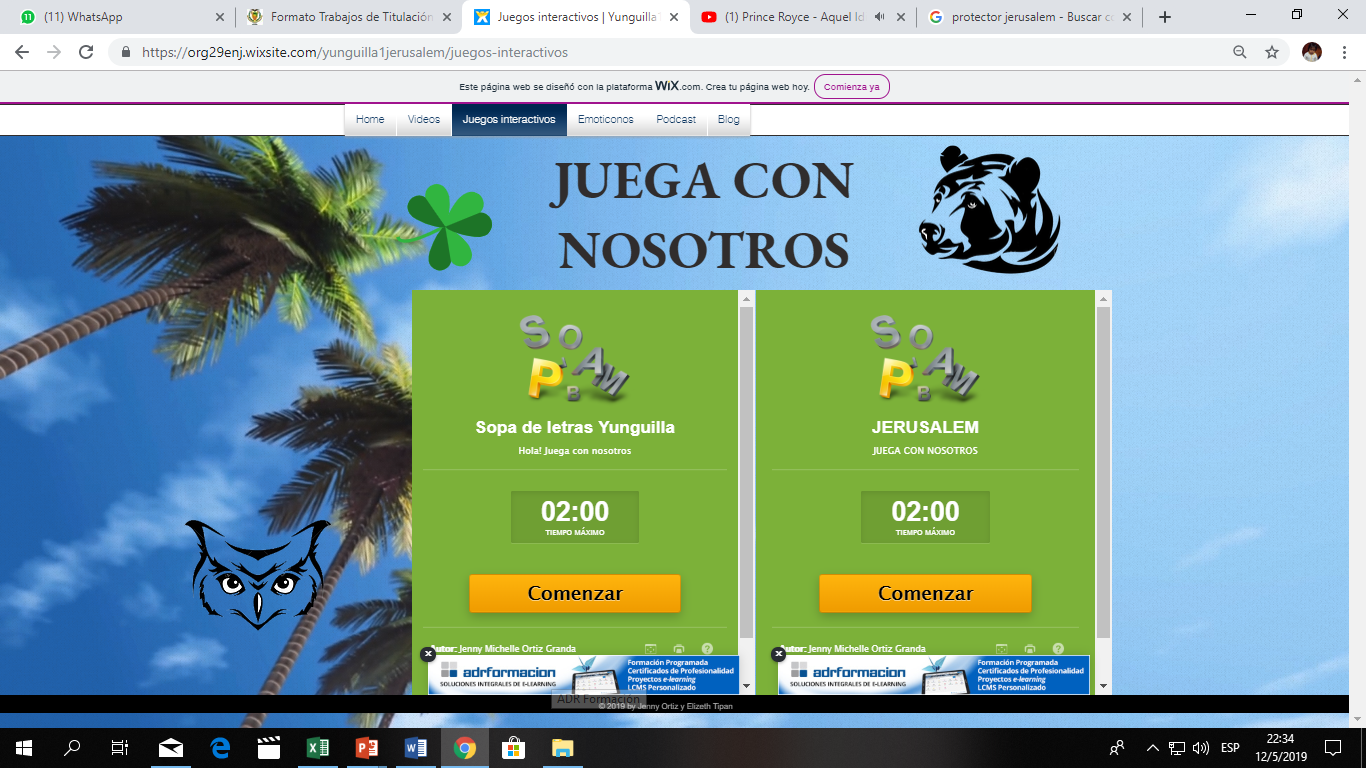 (11) WhatsApp
Formato Trabajos de Titulación
Juegos interactivos | Yunguilla1
(1) Prince Royce - Aquel Id
protector jerusalem - Buscar co
https://org29enj.wixsite.com/yunguilla1jerusalem/juegos-interactivos
Este página web se diseñó con la plataforma WiX.com. Crea tu página web hoy. Comienza ya
Home Videos Juegos interactivos Emoticonos Podcast Blog
JUEGA CON
NOSOTROS
SOPA
B
Sopa de letras Yunguilla
Hola! Juega con nosotros
02:00
TIEMPO MÁXIMO
Comenzar
Autor: Jenny Michelle Ortiz Granda
adrformacion
SOLUCIONES INTEGRALES DE E-LEARNING
Formación Programada
Certificados de Profesionalidad
Proyectos e-learning
LCMS Personalizado
JERUSALEM
JUEGA CON NOSOTROS
02:00
TIEMPO MÁXIMO
Comenzar
Autor: Jenny Michelle Ortiz Granda
adrformacion
SOLUCIONES INTEGRALES DE E-LEARNING
Formación Programada
Certificados de Profesionalidad
Proyectos e-learning
LCMS Personalizado
ADR Formación
© 2019 by Jenny Ortiz y Elizeth Tipan
ESP
22:34
12/5/2019